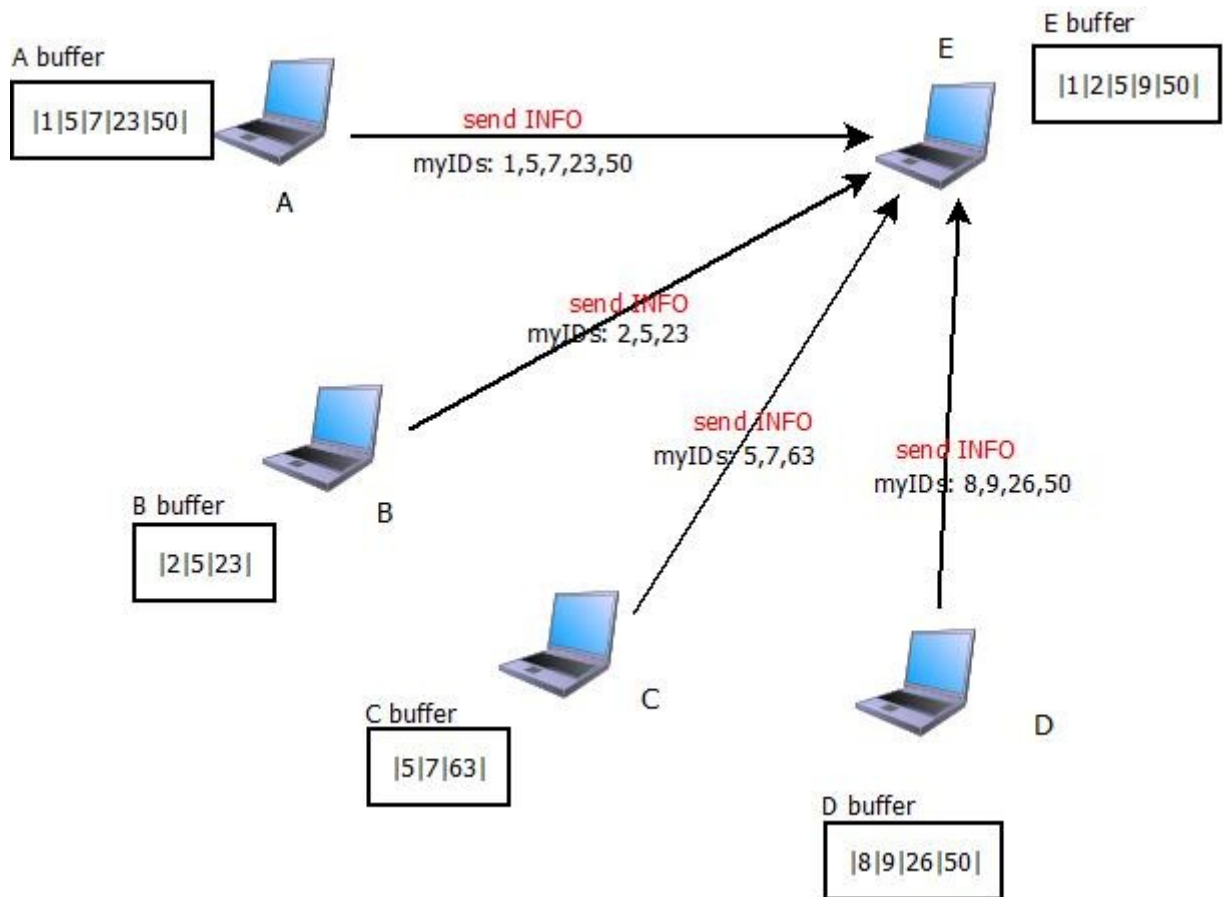 A buffer
|1|5|7|23|50|
A
send INFO
myIDs: 1,5,7,23,50
E
E buffer
|1|2|5|9|50|
send INFO
myIDs: 2,5,23
B
B buffer
|2|5|23|
send INFO
myIDs: 5,7,63
C
C buffer
|5|7|63|
send INFO
myIDs: 8,9,26,50
D
D buffer
|8|9|26|50|